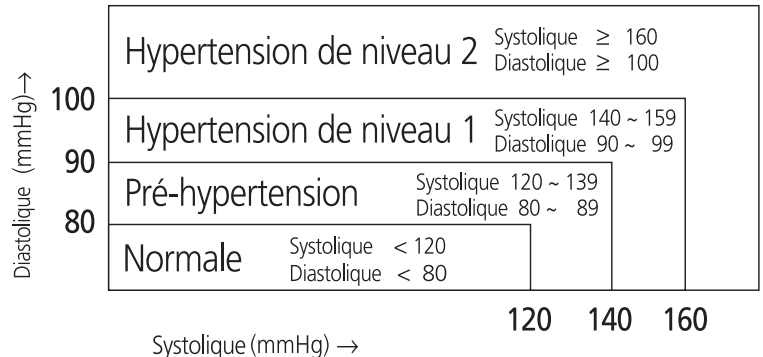 Hypertension de niveau 2 Systolique ≥ 160
Diastolique ≥ 100
Hypertension de niveau 1 Systolique 140 ~ 159
Diastolique 90 ~ 99
Pré-hypertension Systolique 120 ~ 139
Diastolique 80 ~ 89
Normale Systolique < 120
Diastolique < 80
Diastolique (mmHg)→
100
90
80
120 140 160
Systolique (mmHg) →